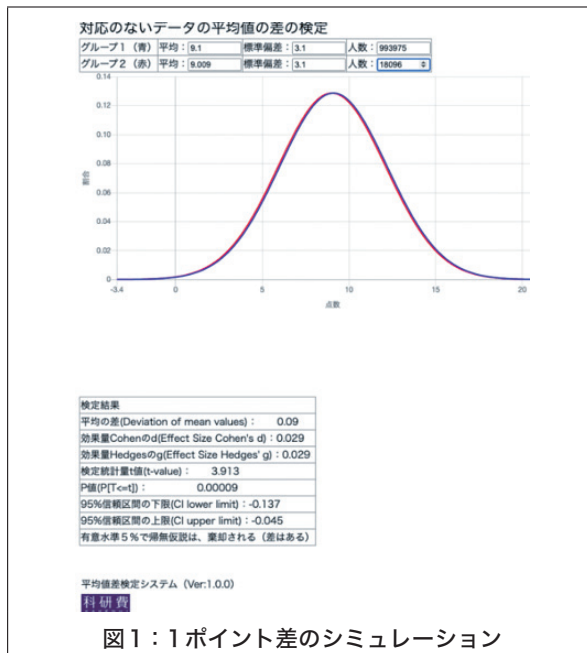 対応のないデータの平均値の差の検定
グループ1（青） 平均：9.1 標準偏差：3.1 人数：993975
グループ2（赤） 平均：9.009 標準偏差：3.1 人数：18096
0.14
0.12
0.10
0.08
割合
0.06
0.04
0.02
0
-3.4 0 5 10 15 20
点数
検定結果
平均の差(Deviation of mean values)： 0.09
効果量Cohenのd(Effect Size Cohen's d)：0.029
効果量Hedgesのg(Effect Size Hedges' g)：0.029
検定統計量t値(t-value)： 3.913
P値(P[T<=t])： 0.00009
95%信頼区間の下限(CI lower limit)：-0.137
95%信頼区間の上限(CI upper limit)：-0.045
有意水準5％で帰無仮説は、棄却される（差はある）
平均値差検定システム（Ver:1.0.0）
科研費
図1：1ポイント差のシミュレーション